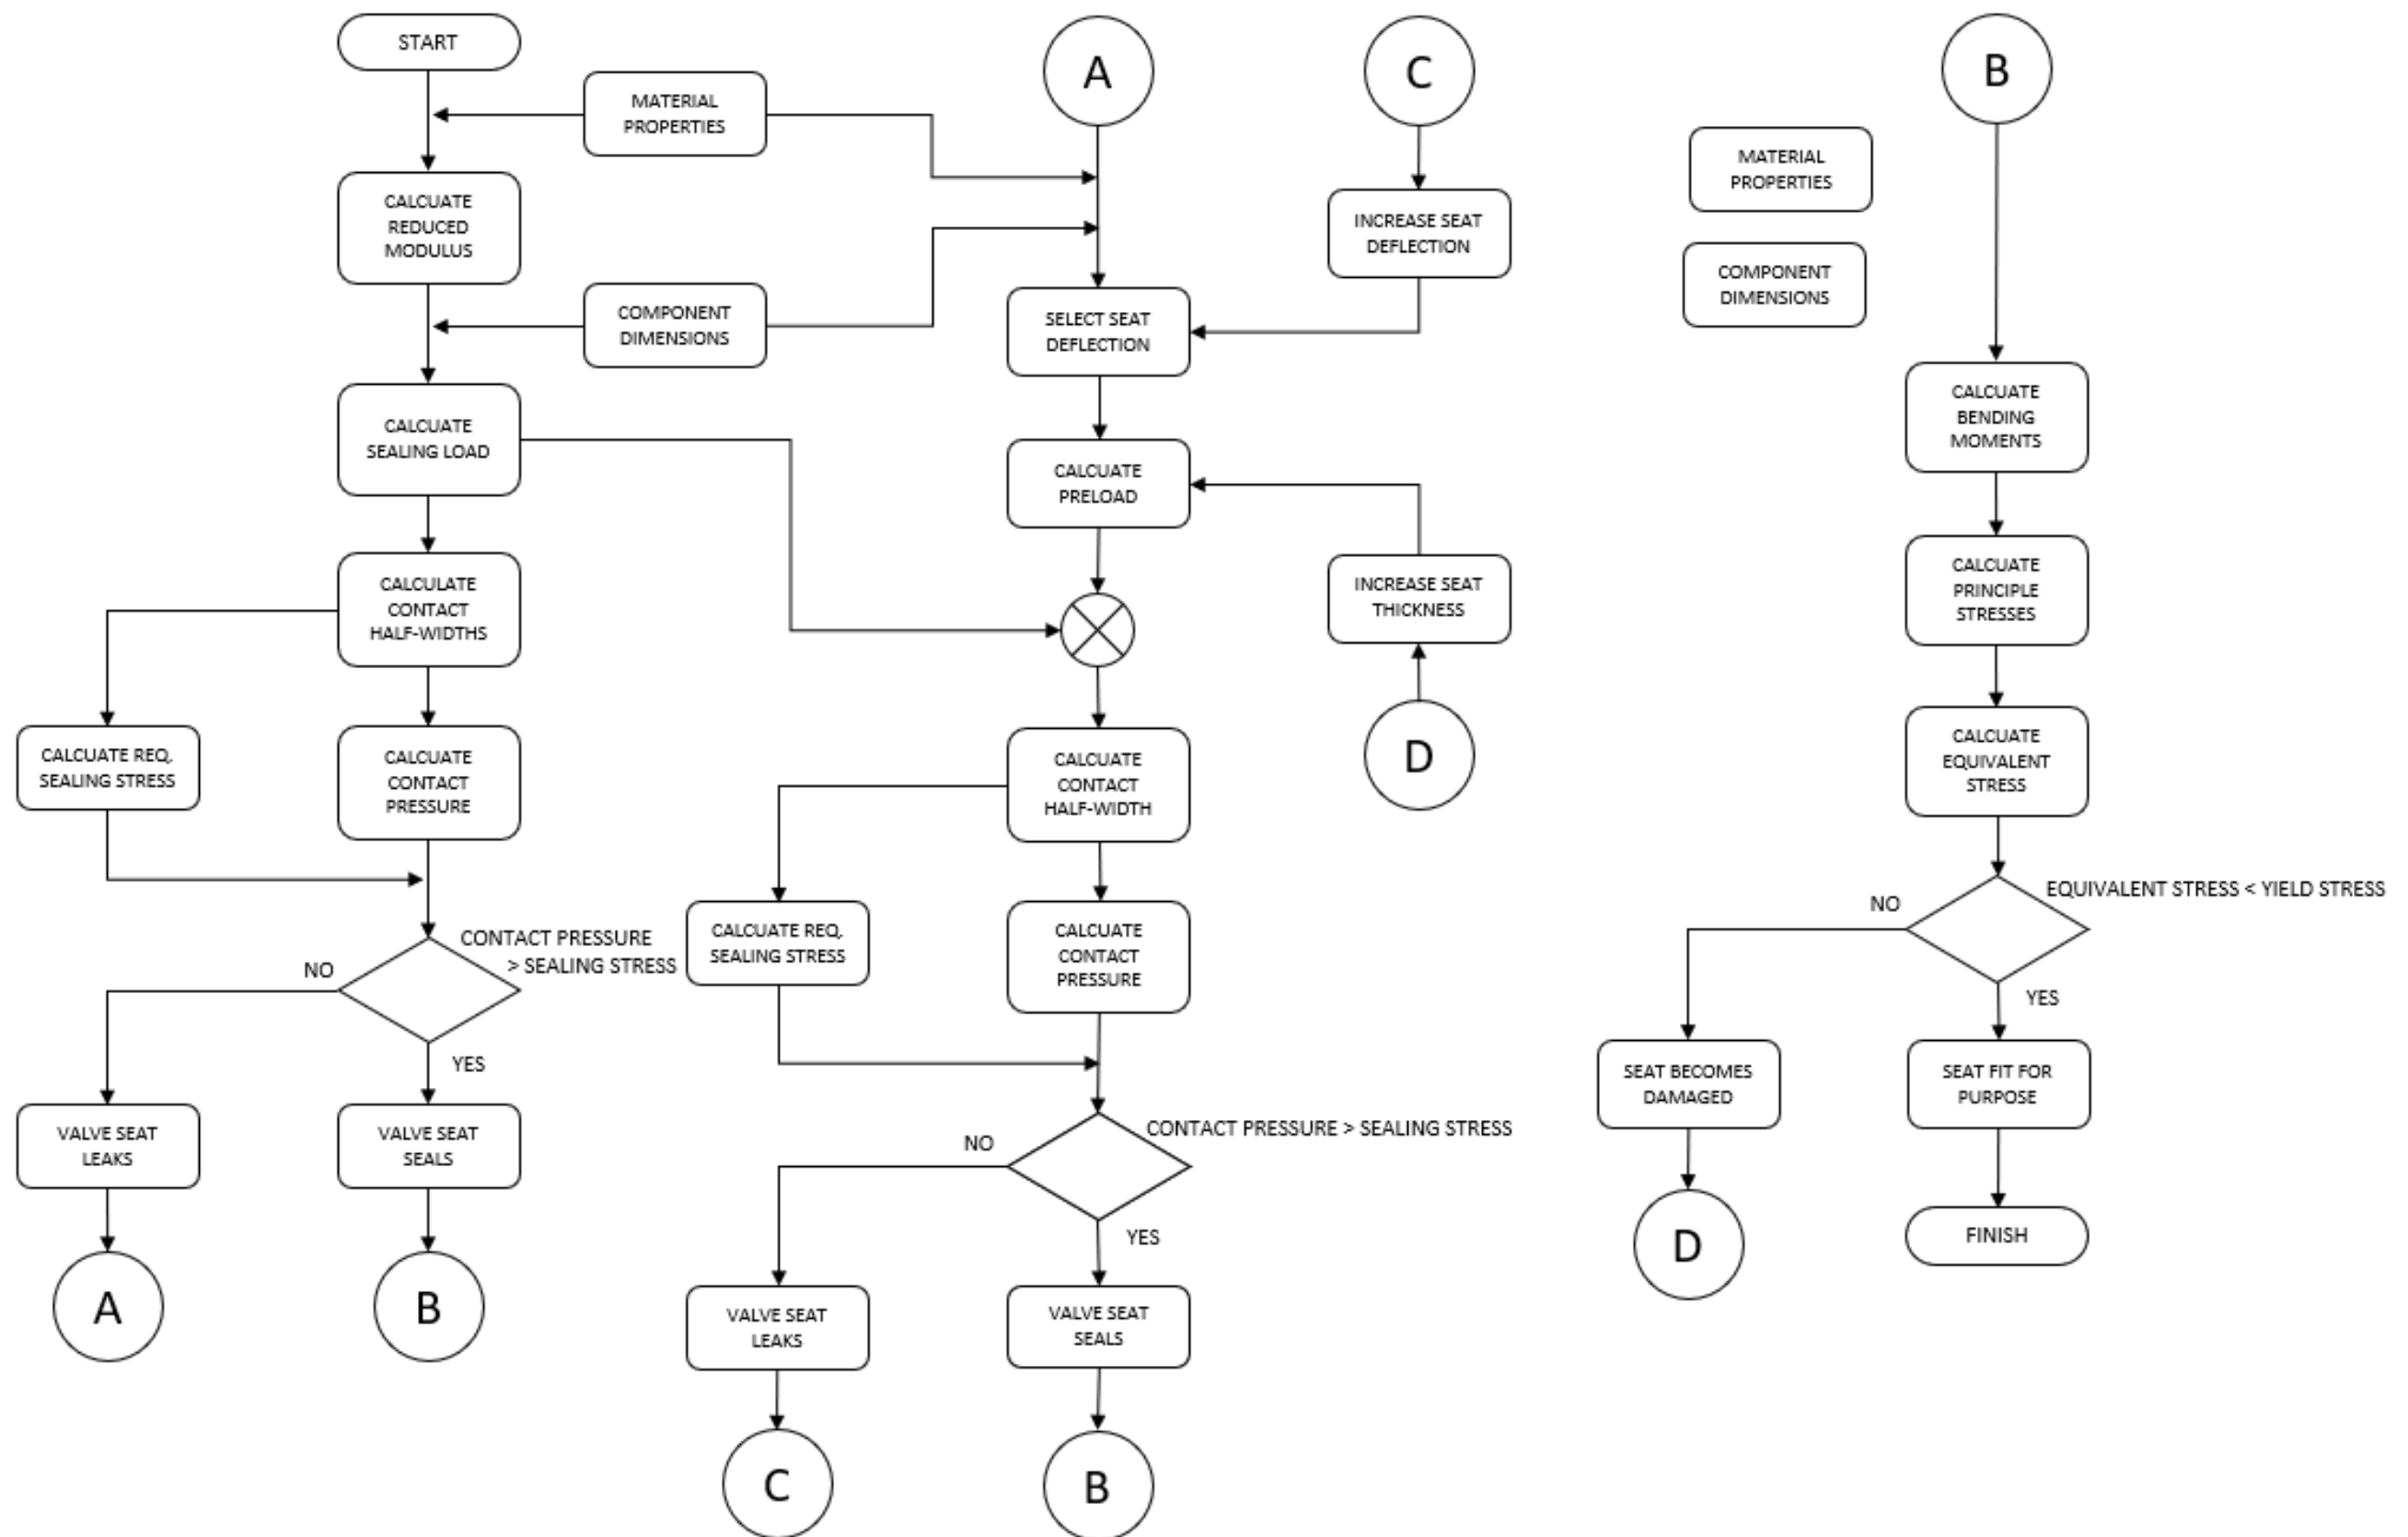 START
MATERIAL
PROPERTIES
CALCUATE
REDUCED
MODULUS
COMPONENT
DIMENSIONS
CALCUATE
SEALING LOAD
CALCULATE
CONTACT
HALF-WIDTHS
CALCUATE REQ.
SEALING STRESS
CALCUATE
CONTACT
PRESSURE
CONTACT PRESSURE
> SEALING STRESS
NO
YES
VALVE SEAT
LEAKS
VALVE SEAT
SEALS
A
B
A
C
INCREASE SEAT
DEFLECTION
SELECT SEAT
DEFLECTION
CALCUATE
PRELOAD
INCREASE SEAT
THICKNESS
D
CALCUATE
CONTACT
HALF-WIDTH
CALCUATE REQ.
SEALING STRESS
CALCUATE
CONTACT
PRESSURE
CONTACT PRESSURE > SEALING STRESS
NO
YES
VALVE SEAT
LEAKS
VALVE SEAT
SEALS
C
B
B
MATERIAL
PROPERTIES
COMPONENT
DIMENSIONS
CALCUATE
BENDING
MOMENTS
CALCUATE
PRINCIPLE
STRESSES
CALCUATE
EQUIVALENT
STRESS
EQUIVALENT STRESS < YIELD STRESS
NO
YES
SEAT BECOMES
DAMAGED
SEAT FIT FOR
PURPOSE
D
FINISH